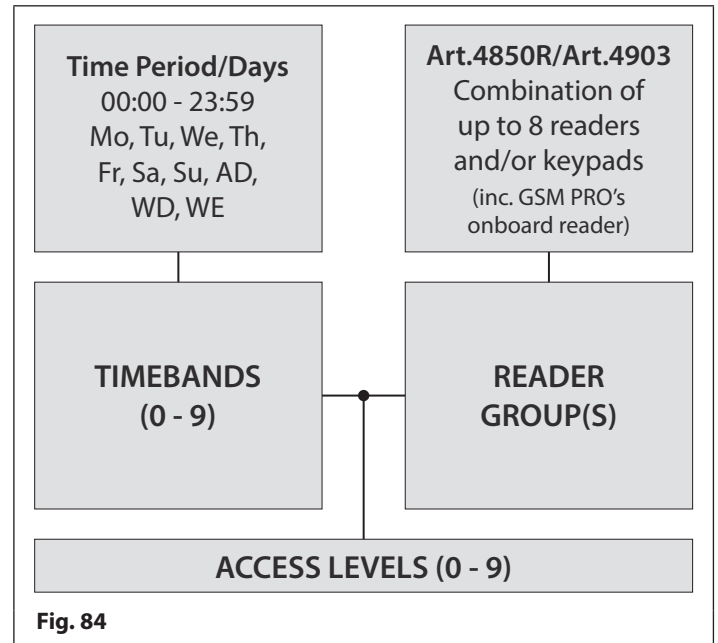 Time Period/Days
00:00 - 23:59
Mo, Tu, We, Th,
Fr, Sa, Su, AD,
WD, WE
Art.4850R/Art.4903
Combination of
up to 8 readers
and/or keypads
(inc. GSM PRO's
onboard reader)
TIMEBANDS
(0 - 9)
READER
GROUP(S)
ACCESS LEVELS (0 - 9)
Fig. 84